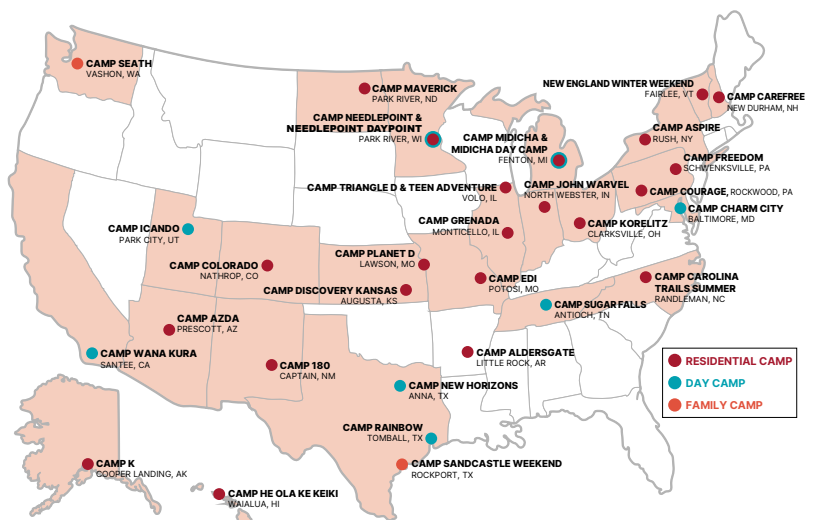 CAMP SEATH
VASHON, WA
CAMP MAVERICK
PARK RIVER, ND
NEW ENGLAND WINTER WEEKEND
FAIRLEE, VT
CAMP CAREFREE
NEW DURHAM, NH
CAMP NEEDLEPOINT &
NEEDLEPOINT DAYPOINT
PARK RIVER, WI
CAMP MIDICHA &
MIDICHA DAY CAMP
FENTON, MI
CAMP ASPIRE
RUSH, NY
CAMP FREEDOM
SCHWENKSVILLE, PA
CAMP TRIANGLE D & TEEN ADVENTURE
VOLO, IL
CAMP JOHN WARVEL
NORTH WEBSTER, IN
CAMP COURAGE, ROCKWOOD, PA
CAMP CHARM CITY
BALTIMORE, MD
CAMP ICANDO
PARK CITY, UT
CAMP GRENADA
MONTICELLO, IL
CAMP KORELITZ
CLARKSVILLE, OH
CAMP COLORADO
NATHROP, CO
CAMP PLANET D
LAWSON, MO
CAMP DISCOVERY KANSAS
AUGUSTA, KS
CAMP EDI
POTOSI, MO
CAMP CAROLINA
TRAILS SUMMER
RANDLEMAN, NC
CAMP SUGAR FALLS
ANTIOCH, TN
CAMP AZDA
PRESCOTT, AZ
CAMP WANA KURA
SANTEE, CA
CAMP 180
CAPTAIN, NM
CAMP ALDERSGATE
LITTLE ROCK, AR
CAMP NEW HORIZONS
ANNA, TX
CAMP RAINBOW
TOMBALL, TX
CAMP SANDCASTLE WEEKEND
ROCKPORT, TX
CAMP K
COOPER LANDING, AK
CAMP HE OLA KE KEIKI
WAIALUA, HI
RESIDENTIAL CAMP
DAY CAMP
FAMILY CAMP